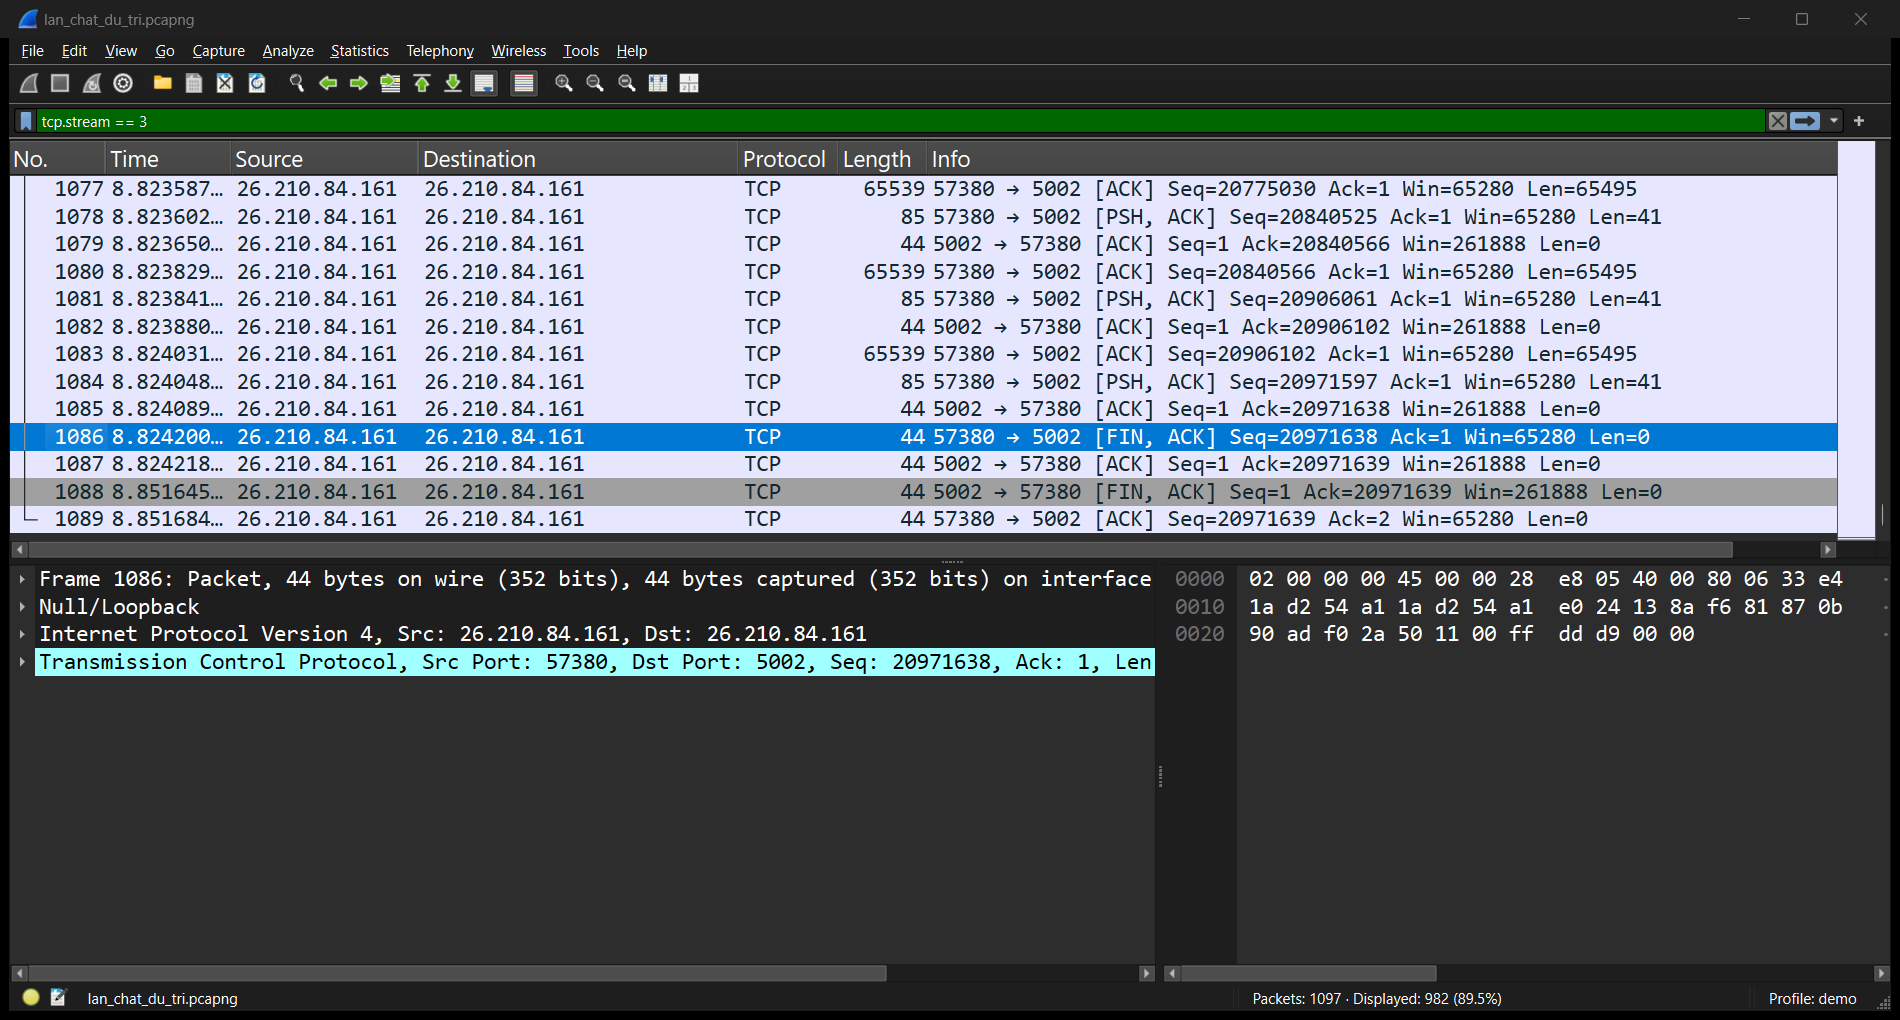 lan_chat_du_tri.pcapng
File Edit View Go Capture Analyze Statistics Telephony Wireless Tools Help
tcp.stream == 3
No. Time Source Destination Protocol Length Info
1077 8.823587… 26.210.84.161 26.210.84.161 TCP 65539 57380 → 5002 [ACK] Seq=20775030 Ack=1 Win=65280 Len=65495
1078 8.823602… 26.210.84.161 26.210.84.161 TCP 85 57380 → 5002 [PSH, ACK] Seq=20840525 Ack=1 Win=65280 Len=41
1079 8.823650… 26.210.84.161 26.210.84.161 TCP 44 5002 → 57380 [ACK] Seq=1 Ack=20840566 Win=261888 Len=0
1080 8.823829… 26.210.84.161 26.210.84.161 TCP 65539 57380 → 5002 [ACK] Seq=20840566 Ack=1 Win=65280 Len=65495
1081 8.823841… 26.210.84.161 26.210.84.161 TCP 85 57380 → 5002 [PSH, ACK] Seq=20906061 Ack=1 Win=65280 Len=41
1082 8.823880… 26.210.84.161 26.210.84.161 TCP 44 5002 → 57380 [ACK] Seq=1 Ack=20906102 Win=261888 Len=0
1083 8.824031… 26.210.84.161 26.210.84.161 TCP 65539 57380 → 5002 [ACK] Seq=20906102 Ack=1 Win=65280 Len=65495
1084 8.824048… 26.210.84.161 26.210.84.161 TCP 85 57380 → 5002 [PSH, ACK] Seq=20971597 Ack=1 Win=65280 Len=41
1085 8.824089… 26.210.84.161 26.210.84.161 TCP 44 5002 → 57380 [ACK] Seq=1 Ack=20971638 Win=261888 Len=0
1086 8.824200… 26.210.84.161 26.210.84.161 TCP 44 57380 → 5002 [FIN, ACK] Seq=20971638 Ack=1 Win=65280 Len=0
1087 8.824218… 26.210.84.161 26.210.84.161 TCP 44 5002 → 57380 [ACK] Seq=1 Ack=20971639 Win=261888 Len=0
1088 8.851645… 26.210.84.161 26.210.84.161 TCP 44 5002 → 57380 [FIN, ACK] Seq=1 Ack=20971639 Win=261888 Len=0
1089 8.851684… 26.210.84.161 26.210.84.161 TCP 44 57380 → 5002 [ACK] Seq=20971639 Ack=2 Win=65280 Len=0
Frame 1086: Packet, 44 bytes on wire (352 bits), 44 bytes captured (352 bits) on interface
Null/Loopback
Internet Protocol Version 4, Src: 26.210.84.161, Dst: 26.210.84.161
Transmission Control Protocol, Src Port: 57380, Dst Port: 5002, Seq: 20971638, Ack: 1, Len
0000 02 00 00 00 45 00 00 28 e8 05 40 00 80 06 33 e4
0010 1a d2 54 a1 1a d2 54 a1 e0 24 13 8a f6 81 87 0b
0020 90 ad f0 2a 50 11 00 ff dd d9 00 00
lan_chat_du_tri.pcapng
Packets: 1097 · Displayed: 982 (89.5%)
Profile: demo